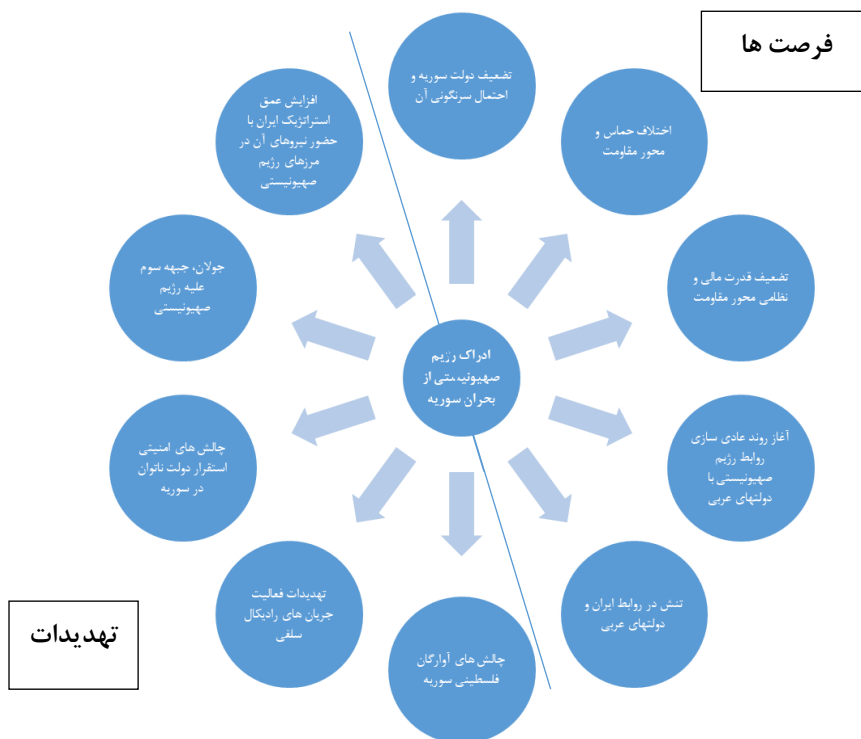 فرصت ها
تضعیف دولت سوریه و
احتمال سرنگونی آن
اختلاف حماس و
محور مقاومت
تضعیف قدرت مالی و
نظامی محور مقاومت
آغاز روند عادی سازی
روابط رژیم
صهیونیستی با
دولتهای عربی
تنش در روابط ایران و
دولتهای عربی
چالش های آوارگان
فلسطینی سوریه
تهدیدات فعالیت
جریان های رادیکال
سلفی
چالش های امنیتی
استقرار دولت ناتوان
در سوریه
جولان، جبهه سوم
علیه رژیم
صهیونیستی
افزایش عمق
استراتژیک ایران با
حضور نیروهای آن در
مرزهای رژیم
صهیونیستی
ادراک رژیم
صهیونیستی از
بحران سوریه
تهدیدات